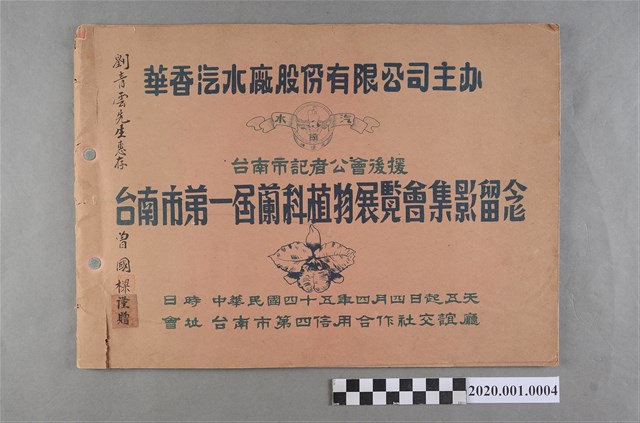 華香汽水廠股份有限公司主办
水 汽
台南市記者公會後援
台南市第一屆蘭科植物展覽會集影留念
日時 中華民國四十五年四月四日起五天
會址 台南市第四信用合作社交誼廳
劉青雲先生惠存
曾國樑謹贈
2020.001.0004